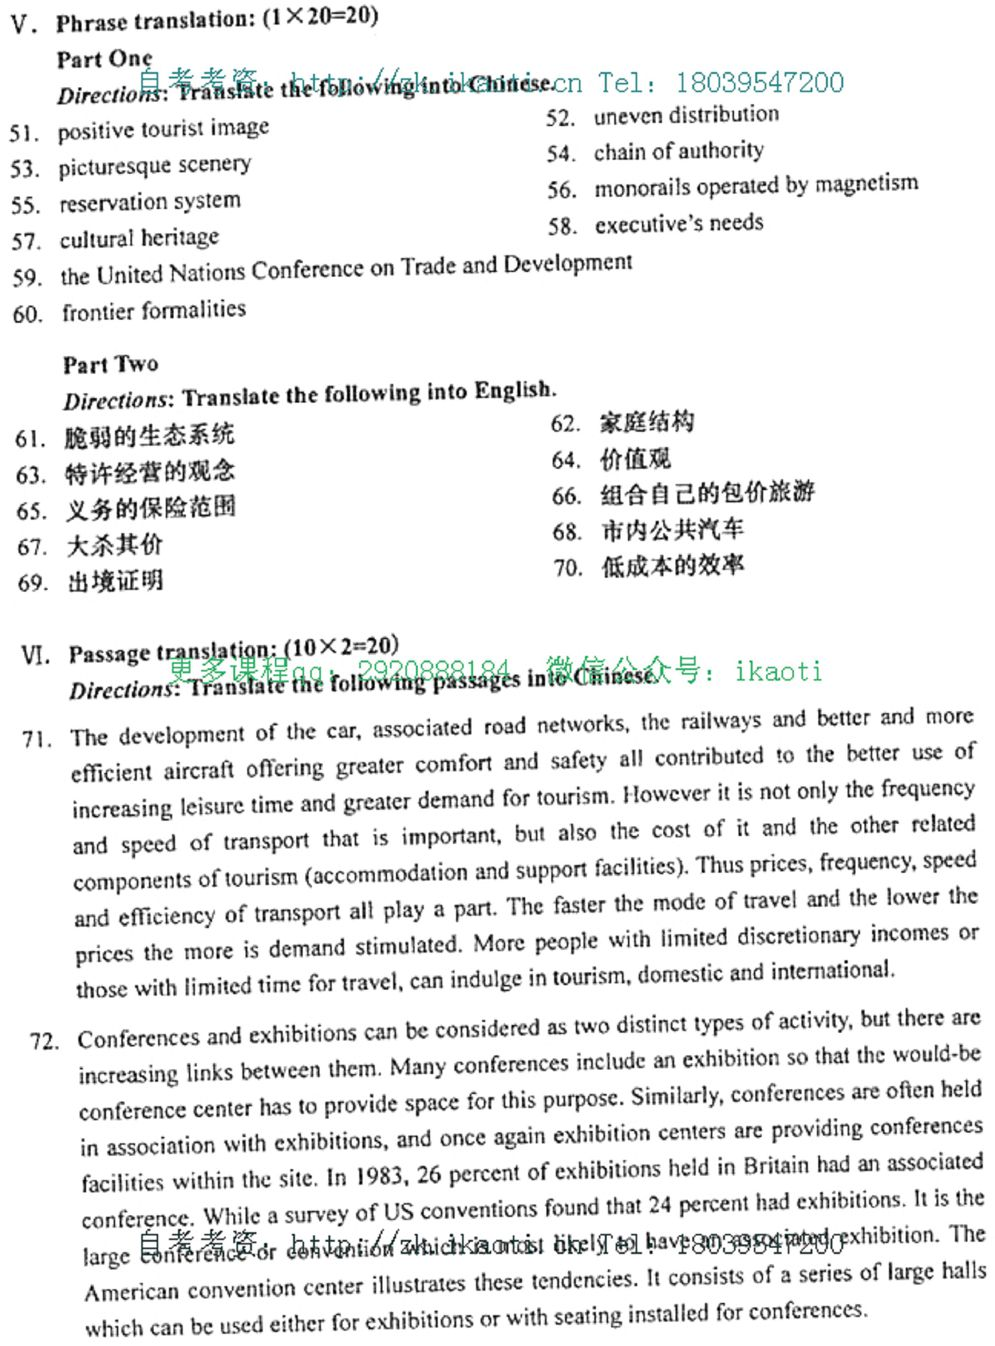 V. Phrase translation: (1×20=20)
Part One
自考考资: http://zk.ikaoti.cn Tel: 18039547200
Directions: Translate the following into Chinese.
51. positive tourist image
52. uneven distribution
53. picturesque scenery
54. chain of authority
55. reservation system
56. monorails operated by magnetism
57. cultural heritage
58. executive's needs
59. the United Nations Conference on Trade and Development
60. frontier formalities
Part Two
Directions: Translate the following into English.
61. 脆弱的生态系统
62. 家庭结构
63. 特许经营的观念
64. 价值观
65. 义务的保险范围
66. 组合自己的包价旅游
67. 大杀其价
68. 市内公共汽车
69. 出境证明
70. 低成本的效率
VI. Passage translation: (10×2=20)
更多课程qq: 2920888184 微信公众号: ikaoti
Directions: Translate the following passages into Chinese.
71. The development of the car, associated road networks, the railways and better and more
efficient aircraft offering greater comfort and safety all contributed to the better use of
increasing leisure time and greater demand for tourism. However it is not only the frequency
and speed of transport that is important, but also the cost of it and the other related
components of tourism (accommodation and support facilities). Thus prices, frequency, speed
and efficiency of transport all play a part. The faster the mode of travel and the lower the
prices the more is demand stimulated. More people with limited discretionary incomes or
those with limited time for travel, can indulge in tourism, domestic and international.
72. Conferences and exhibitions can be considered as two distinct types of activity, but there are
increasing links between them. Many conferences include an exhibition so that the would-be
conference center has to provide space for this purpose. Similarly, conferences are often held
in association with exhibitions, and once again exhibition centers are providing conferences
facilities within the site. In 1983, 26 percent of exhibitions held in Britain had an associated
conference. While a survey of US conventions found that 24 percent had exhibitions. It is the
large conference or convention which is most likely to have an associated exhibition. The
自考考资: http://zk.ikaoti.cn Tel: 18039547200
American convention center illustrates these tendencies. It consists of a series of large halls
which can be used either for exhibitions or with seating installed for conferences.